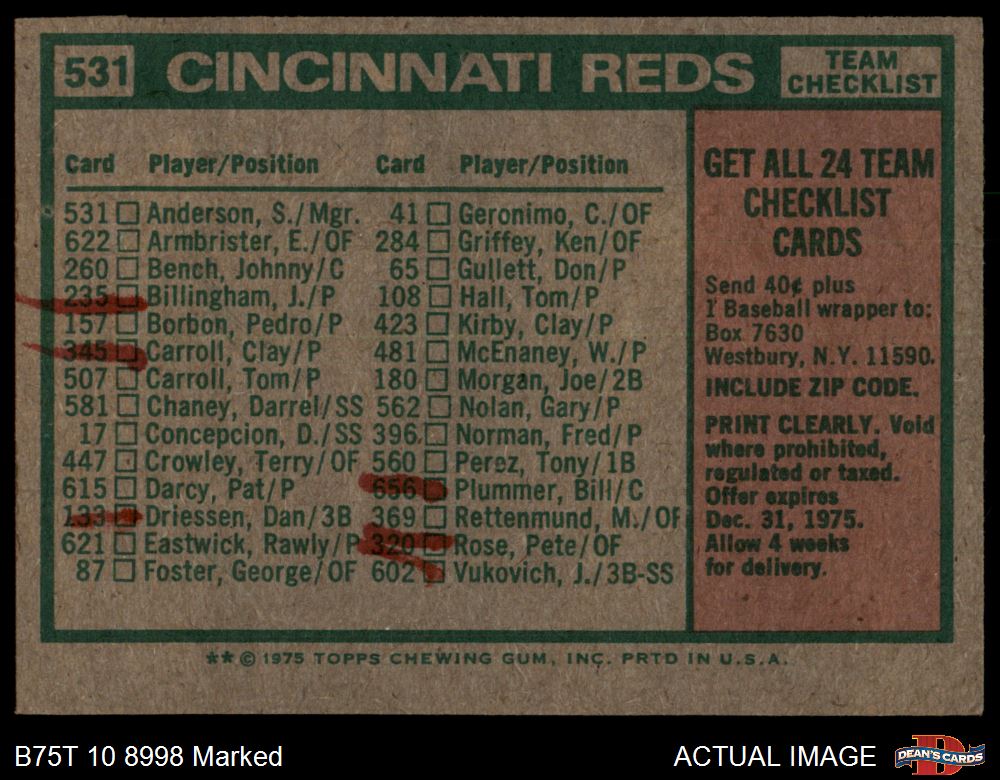 531 CINCINNATI REDS TEAM CHECKLIST
Card Player/Position Card Player/Position
531 Anderson, S./Mgr. 41 Geronimo, C./OF
622 Armbrister, E./OF 284 Griffey, Ken/OF
260 Bench, Johnny/C 65 Gullett, Don/P
235 Billingham, J./P 108 Hall, Tom/P
157 Borbon, Pedro/P 423 Kirby, Clay/P
345 Carroll, Clay/P 481 McEnaney, W./P
507 Carroll, Tom/P 180 Morgan, Joe/2B
581 Chaney, Darrel/SS 562 Nolan, Gary/P
17 Concepcion, D./SS 396 Norman, Fred/P
447 Crowley, Terry/OF 560 Perez, Tony/1B
615 Darcy, Pat/P 656 Plummer, Bill/C
133 Driessen, Dan/3B 369 Rettenmund, M./OF
621 Eastwick, Rawly/P 320 Rose, Pete/OF
87 Foster, George/OF 602 Vukovich, J./3B-SS
GET ALL 24 TEAM
CHECKLIST
CARDS
Send 40¢ plus
1 Baseball wrapper to:
Box 7630
Westbury, N.Y. 11590.
INCLUDE ZIP CODE.
PRINT CLEARLY. Void
where prohibited,
regulated or taxed.
Offer expires
Dec. 31, 1975.
Allow 4 weeks
for delivery.
** © 1975 TOPPS CHEWING GUM, INC. PRTD IN U.S.A.
B75T 10 8998 Marked ACTUAL IMAGE DEAN'S CARDS